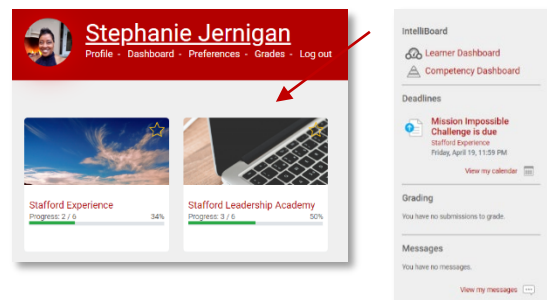 Stephanie Jernigan
Profile - Dashboard - Preferences - Grades - Log out
Stafford Experience
Progress: 2 / 6 34%
Stafford Leadership Academy
Progress: 3 / 6 50%
IntelliBoard
Learner Dashboard
Competency Dashboard
Deadlines
Mission Impossible
Challenge is due
Stafford Experience
Friday, April 19, 11:59 PM
View my calendar
Grading
You have no submissions to grade.
Messages
You have no messages.
View my messages